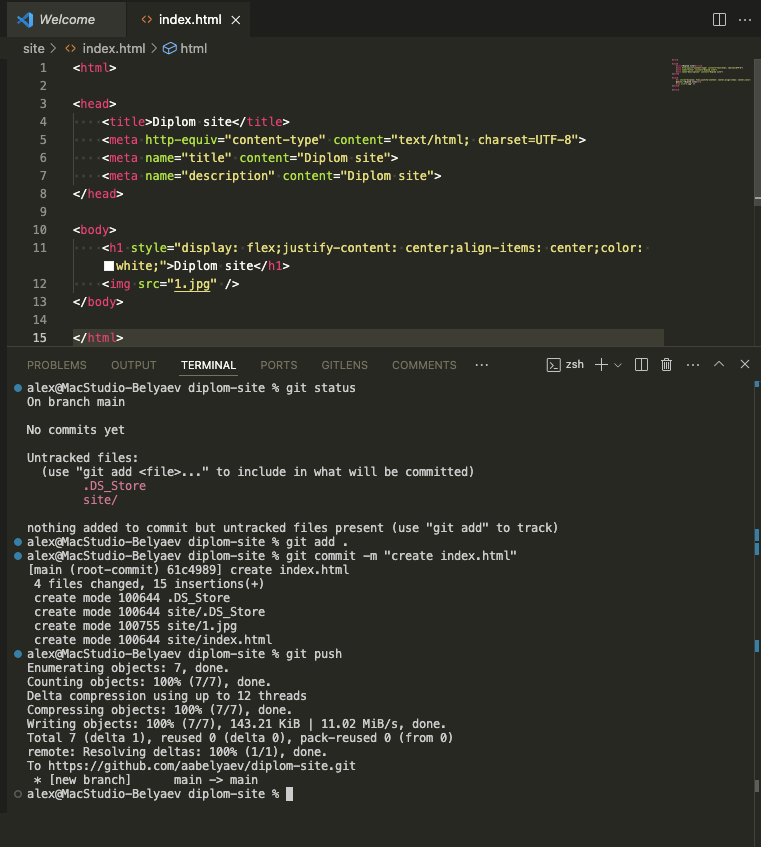 Welcome
index.html
site > index.html > html
1 <html>
2
3 <head>
4 <title>Diplom site</title>
5 <meta http-equiv="content-type" content="text/html; charset=UTF-8">
6 <meta name="title" content="Diplom site">
7 <meta name="description" content="Diplom site">
8 </head>
9
10 <body>
11 <h1 style="display: flex;justify-content: center;align-items: center;color:
white;">Diplom site</h1>
12 <img src="1.jpg" />
13 </body>
14
15 </html>
PROBLEMS OUTPUT TERMINAL PORTS GITLENS COMMENTS ··· zsh
alex@MacStudio-Belyaev diplom-site % git status
On branch main
No commits yet
Untracked files:
(use "git add <file>..." to include in what will be committed)
.DS_Store
site/
nothing added to commit but untracked files present (use "git add" to track)
alex@MacStudio-Belyaev diplom-site % git add .
alex@MacStudio-Belyaev diplom-site % git commit -m "create index.html"
[main (root-commit) 61c4989] create index.html
4 files changed, 15 insertions(+)
create mode 100644 .DS_Store
create mode 100644 site/.DS_Store
create mode 100755 site/1.jpg
create mode 100644 site/index.html
alex@MacStudio-Belyaev diplom-site % git push
Enumerating objects: 7, done.
Counting objects: 100% (7/7), done.
Delta compression using up to 12 threads
Compressing objects: 100% (7/7), done.
Writing objects: 100% (7/7), 143.21 KiB | 11.02 MiB/s, done.
Total 7 (delta 1), reused 0 (delta 0), pack-reused 0 (from 0)
remote: Resolving deltas: 100% (1/1), done.
To https://github.com/aabelyaev/diplom-site.git
* [new branch] main -> main
alex@MacStudio-Belyaev diplom-site %